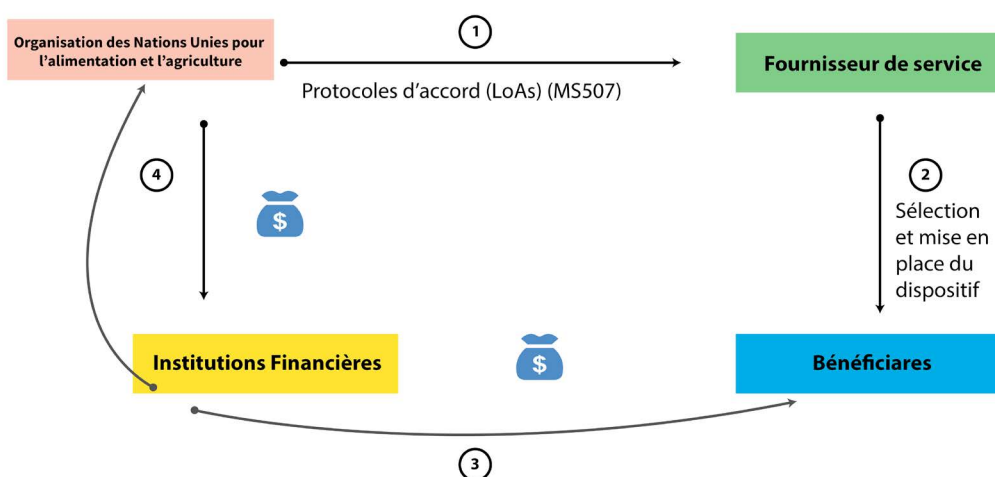 1
Organisation des Nations Unies pour
l’alimentation et l’agriculture
Fournisseur de service
Protocoles d’accord (LoAs) (MS507)
4
2
$
Sélection
et mise en
place du
dispositif
Institutions Financières
$
Bénéficiares
3